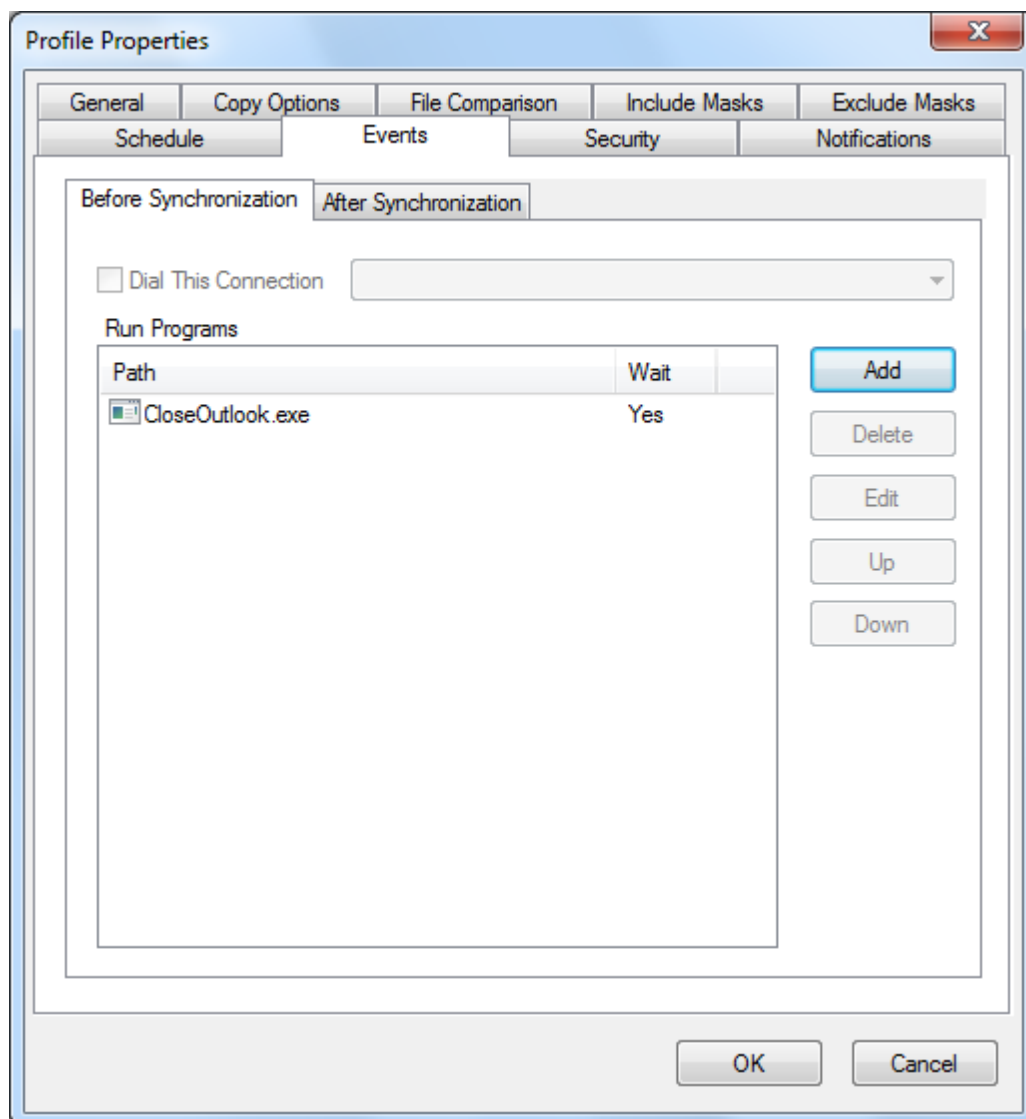 Profile Properties
General Copy Options File Comparison Include Masks Exclude Masks
Schedule Events Security Notifications
Before Synchronization After Synchronization
Dial This Connection
Run Programs
Path Wait
Add
CloseOutlook.exe Yes
Delete
Edit
Up
Down
OK Cancel